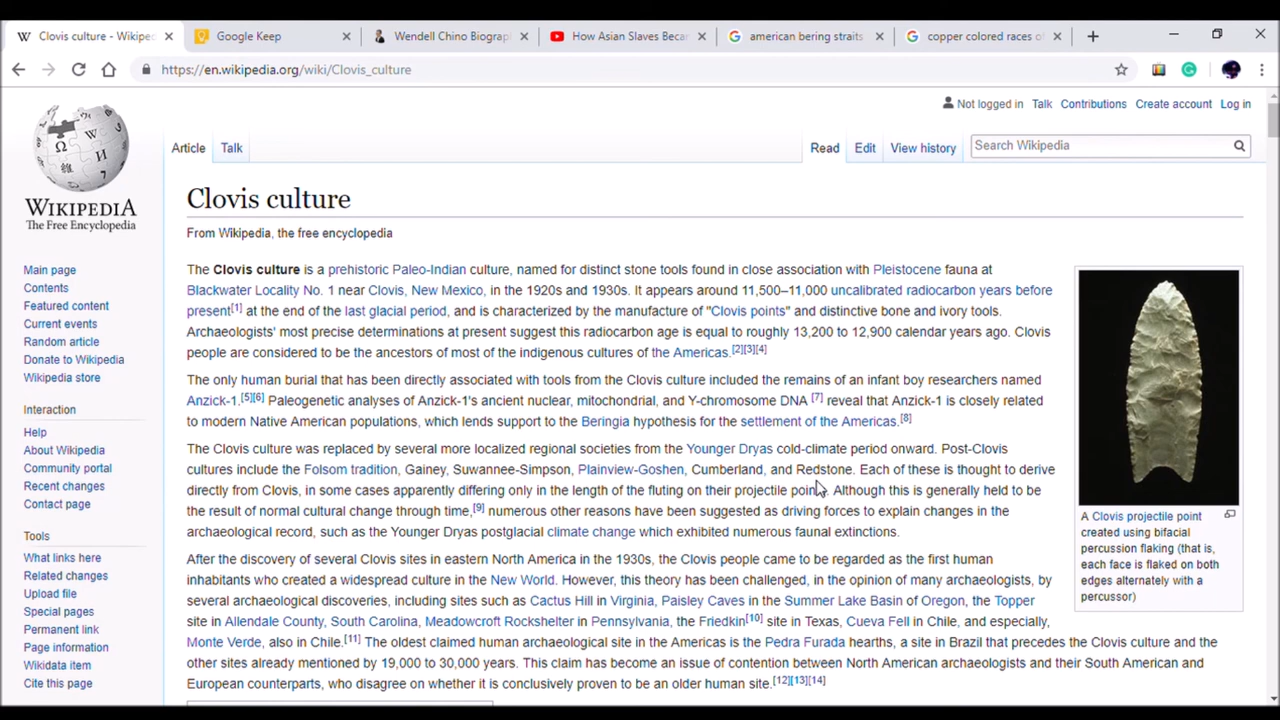 Clovis culture - Wikipe
Google Keep
Wendell Chino Biograp
How Asian Slaves Beca
american bering straits
copper colored races o
https://en.wikipedia.org/wiki/Clovis_culture
Not logged in Talk Contributions Create account Log in
Article Talk
Read Edit View history
Search Wikipedia
WIKIPEDIA
The Free Encyclopedia
Main page
Contents
Featured content
Current events
Random article
Donate to Wikipedia
Wikipedia store
Interaction
Help
About Wikipedia
Community portal
Recent changes
Contact page
Tools
What links here
Related changes
Upload file
Special pages
Permanent link
Page information
Wikidata item
Cite this page
Clovis culture
From Wikipedia, the free encyclopedia
The Clovis culture is a prehistoric Paleo-Indian culture, named for distinct stone tools found in close association with Pleistocene fauna at
Blackwater Locality No. 1 near Clovis, New Mexico, in the 1920s and 1930s. It appears around 11,500–11,000 uncalibrated radiocarbon years before
present[1] at the end of the last glacial period, and is characterized by the manufacture of "Clovis points" and distinctive bone and ivory tools.
Archaeologists' most precise determinations at present suggest this radiocarbon age is equal to roughly 13,200 to 12,900 calendar years ago. Clovis
people are considered to be the ancestors of most of the indigenous cultures of the Americas.[2][3][4]
The only human burial that has been directly associated with tools from the Clovis culture included the remains of an infant boy researchers named
Anzick-1.[5][6] Paleogenetic analyses of Anzick-1's ancient nuclear, mitochondrial, and Y-chromosome DNA [7] reveal that Anzick-1 is closely related
to modern Native American populations, which lends support to the Beringia hypothesis for the settlement of the Americas.[8]
The Clovis culture was replaced by several more localized regional societies from the Younger Dryas cold-climate period onward. Post-Clovis
cultures include the Folsom tradition, Gainey, Suwannee-Simpson, Plainview-Goshen, Cumberland, and Redstone. Each of these is thought to derive
directly from Clovis, in some cases apparently differing only in the length of the fluting on their projectile points. Although this is generally held to be
the result of normal cultural change through time,[9] numerous other reasons have been suggested as driving forces to explain changes in the
archaeological record, such as the Younger Dryas postglacial climate change which exhibited numerous faunal extinctions.
After the discovery of several Clovis sites in eastern North America in the 1930s, the Clovis people came to be regarded as the first human
inhabitants who created a widespread culture in the New World. However, this theory has been challenged, in the opinion of many archaeologists, by
several archaeological discoveries, including sites such as Cactus Hill in Virginia, Paisley Caves in the Summer Lake Basin of Oregon, the Topper
site in Allendale County, South Carolina, Meadowcroft Rockshelter in Pennsylvania, the Friedkin[10] site in Texas, Cueva Fell in Chile, and especially,
Monte Verde, also in Chile.[11] The oldest claimed human archaeological site in the Americas is the Pedra Furada hearths, a site in Brazil that precedes the Clovis culture and the
other sites already mentioned by 19,000 to 30,000 years. This claim has become an issue of contention between North American archaeologists and their South American and
European counterparts, who disagree on whether it is conclusively proven to be an older human site.[12][13][14]
A Clovis projectile point
created using bifacial
percussion flaking (that is,
each face is flaked on both
edges alternately with a
percussor)